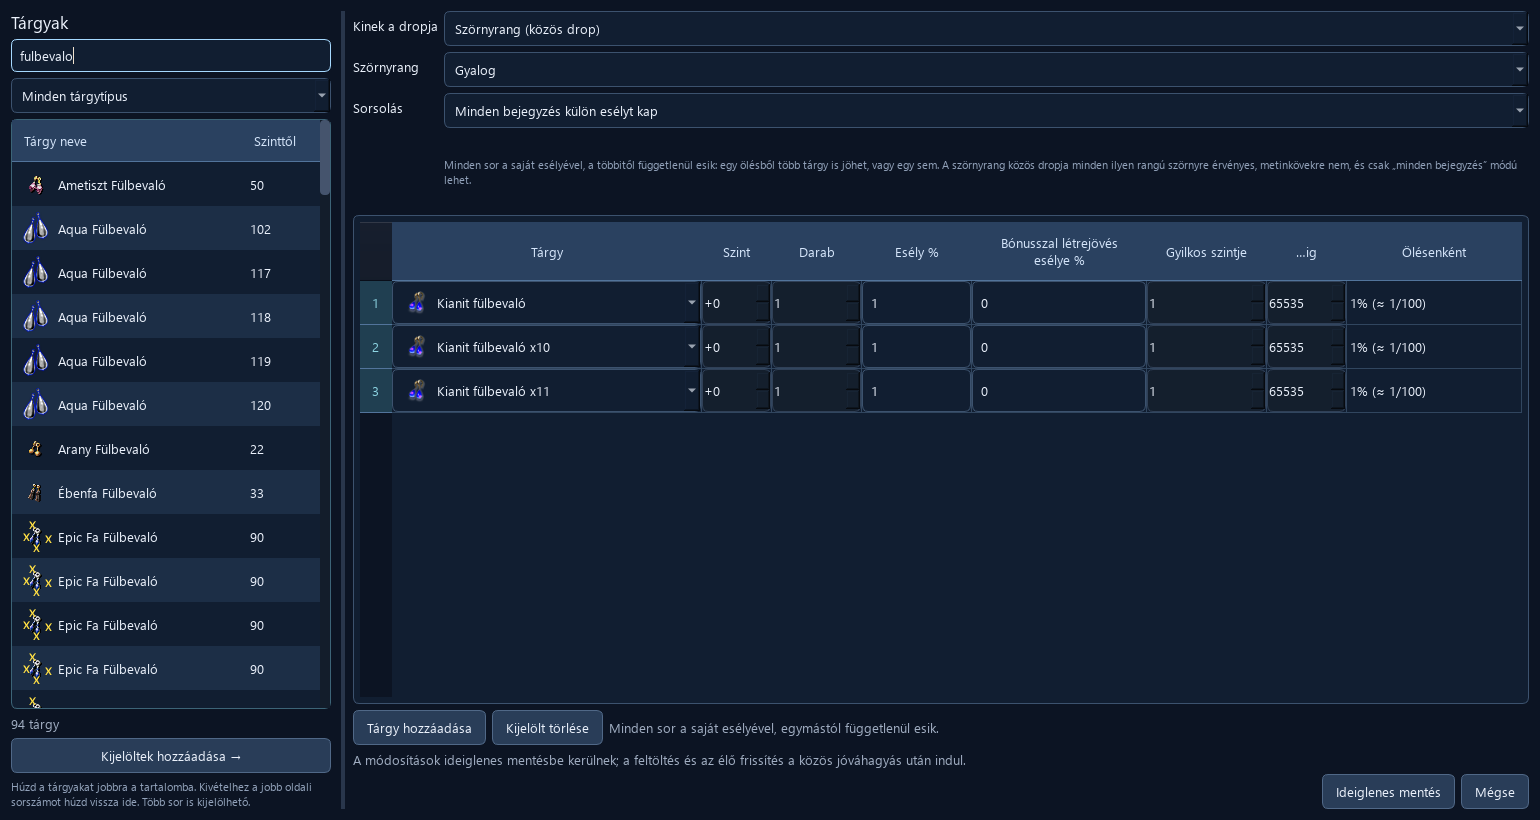 Tárgyak
fulbevalo
Minden tárgytípus
Tárgy neve Szinttől
Ametiszt Fülbevaló 50
Aqua Fülbevaló 102
Aqua Fülbevaló 117
Aqua Fülbevaló 118
Aqua Fülbevaló 119
Aqua Fülbevaló 120
Arany Fülbevaló 22
Ébenfa Fülbevaló 33
Epic Fa Fülbevaló 90
Epic Fa Fülbevaló 90
Epic Fa Fülbevaló 90
Epic Fa Fülbevaló 90
94 tárgy
Kijelöltek hozzáadása →
Húzd a tárgyakat jobbra a tartalomba. Kivételhez a jobb oldali
sorszámot húzd vissza ide. Több sor is kijelölhető.
Kinek a dropja Szörnyrang (közös drop)
Szörnyrang Gyalog
Sorsolás Minden bejegyzés külön esélyt kap
Minden sor a saját esélyével, a többitől függetlenül esik: egy ölésből több tárgy is jöhet, vagy egy sem. A szörnyrang közös dropja minden ilyen rangú szörnyre érvényes, metinkövekre nem, és csak „minden bejegyzés” módú
lehet.
Tárgy Szint Darab Esély % Bónusszal létrejövés esélye % Gyilkos szintje ...ig Ölésenként
1 Kianit fülbevaló +0 1 1 0 1 65535 1% (≈ 1/100)
2 Kianit fülbevaló x10 +0 1 1 0 1 65535 1% (≈ 1/100)
3 Kianit fülbevaló x11 +0 1 1 0 1 65535 1% (≈ 1/100)
Tárgy hozzáadása Kijelölt törlése Minden sor a saját esélyével, egymástól függetlenül esik.
A módosítások ideiglenes mentésbe kerülnek; a feltöltés és az élő frissítés a közös jóváhagyás után indul.
Ideiglenes mentés Mégse